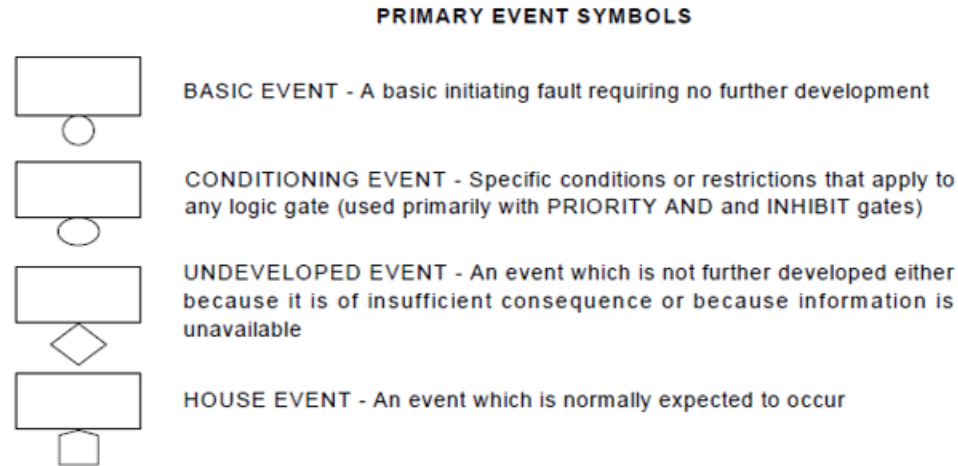 PRIMARY EVENT SYMBOLS
BASIC EVENT - A basic initiating fault requiring no further development
CONDITIONING EVENT - Specific conditions or restrictions that apply to
any logic gate (used primarily with PRIORITY AND and INHIBIT gates)
UNDEVELOPED EVENT - An event which is not further developed either
because it is of insufficient consequence or because information is
unavailable
HOUSE EVENT - An event which is normally expected to occur